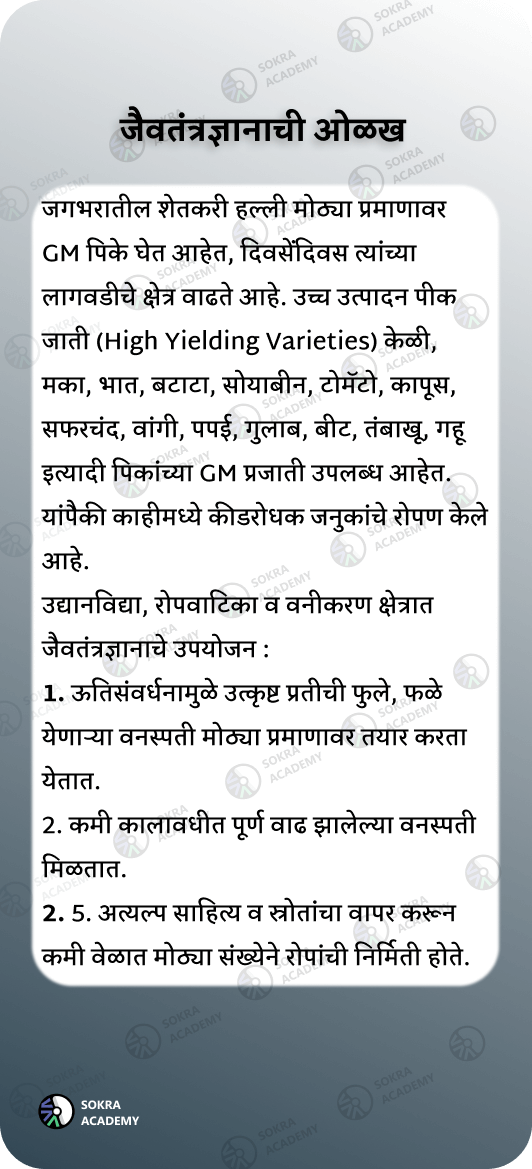 जैवतंत्रज्ञानाची ओळख
जगभरातील शेतकरी हल्ली मोठ्या प्रमाणावर
GM पिके घेत आहेत, दिवसेंदिवस त्यांच्या
लागवडीचे क्षेत्र वाढते आहे. उच्च उत्पादन पीक
जाती (High Yielding Varieties) केळी,
मका, भात, बटाटा, सोयाबीन, टोमॅटो, कापूस,
सफरचंद, वांगी, पपई, गुलाब, बीट, तंबाखू, गहू
इत्यादी पिकांच्या GM प्रजाती उपलब्ध आहेत.
यांपैकी काहीमध्ये कीडरोधक जनुकांचे रोपण केले
आहे.
उद्यानविद्या, रोपवाटिका व वनीकरण क्षेत्रात
जैवतंत्रज्ञानाचे उपयोजन :
1. ऊतिसंवर्धनामुळे उत्कृष्ट प्रतीची फुले, फळे
येणाऱ्या वनस्पती मोठ्या प्रमाणावर तयार करता
येतात.
2. कमी कालावधीत पूर्ण वाढ झालेल्या वनस्पती
मिळतात.
2. 5. अत्यल्प साहित्य व स्त्रोतांचा वापर करून
कमी वेळात मोठ्या संख्येने रोपांची निर्मिती होते.
SOKRA
ACADEMY